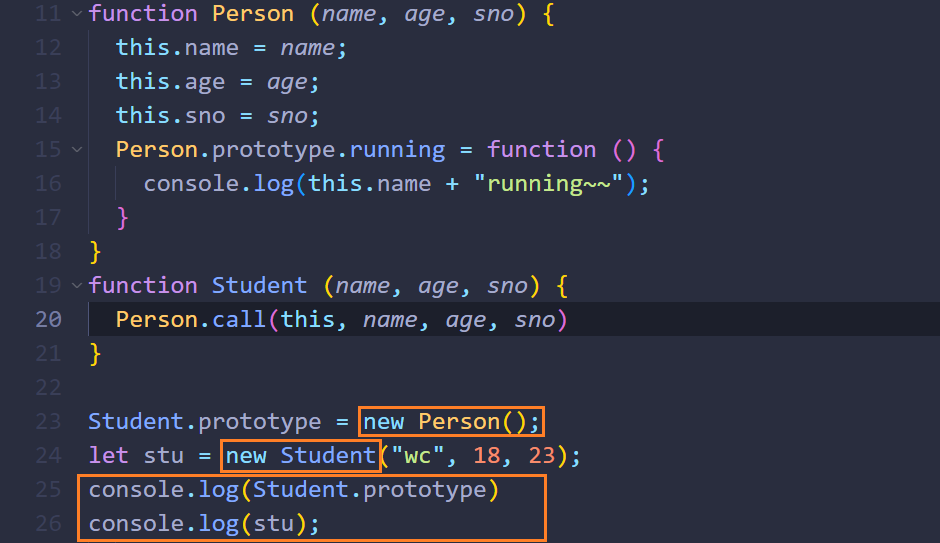 11 function Person (name, age, sno) {
12 this.name = name;
13 this.age = age;
14 this.sno = sno;
15 Person.prototype.running = function () {
16 console.log(this.name + "running~~");
17 }
18 }
19 function Student (name, age, sno) {
20 Person.call(this, name, age, sno)
21 }
22
23 Student.prototype = new Person();
24 let stu = new Student("wc", 18, 23);
25 console.log(Student.prototype)
26 console.log(stu);